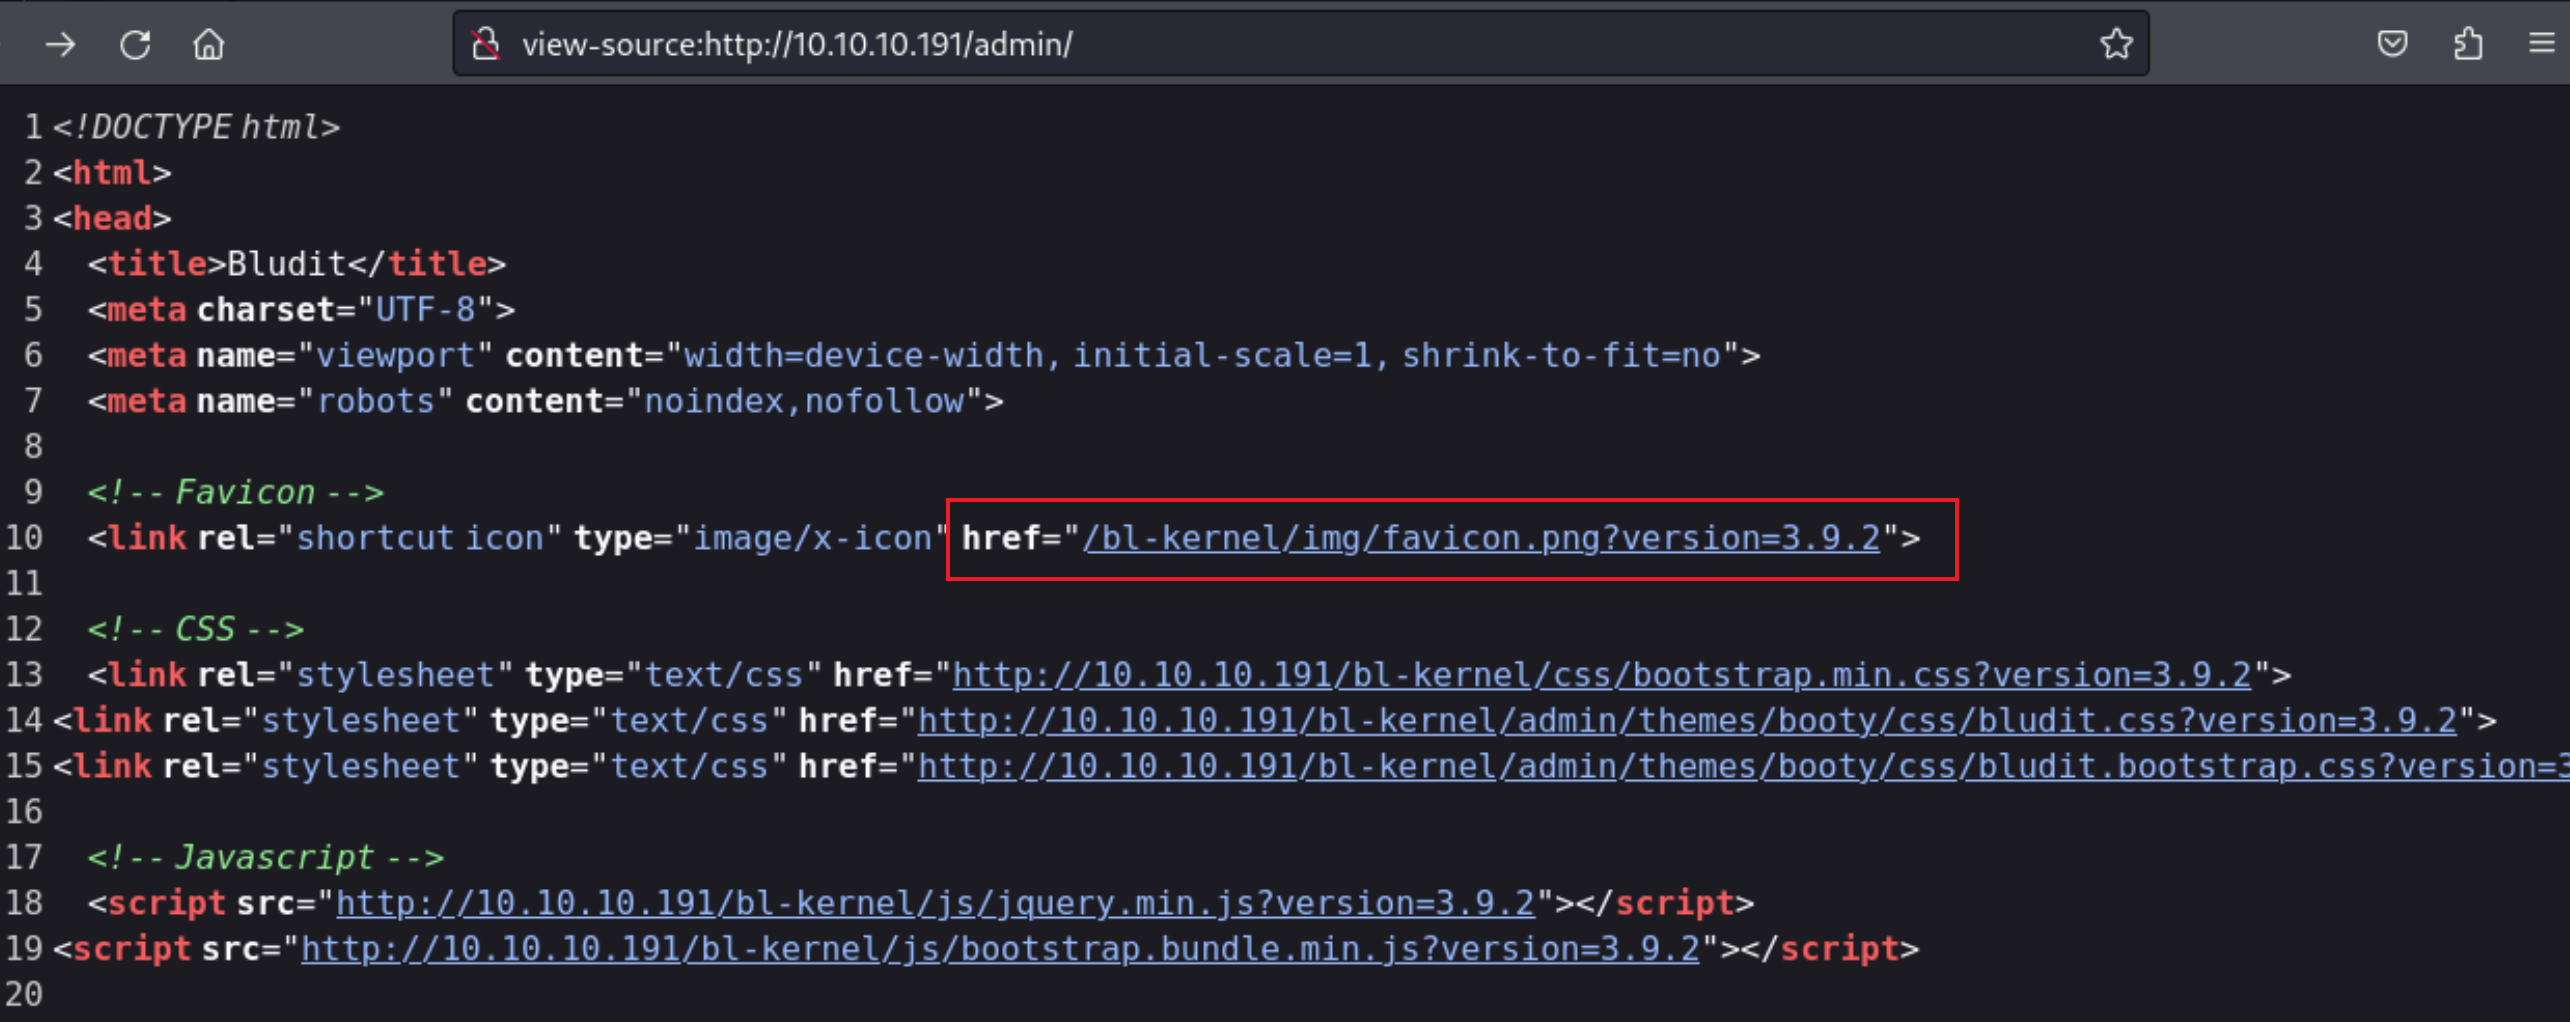 view-source:http://10.10.10.191/admin/
1 <!DOCTYPE html>
2 <html>
3 <head>
4 <title>Bludit</title>
5 <meta charset="UTF-8">
6 <meta name="viewport" content="width=device-width, initial-scale=1, shrink-to-fit=no">
7 <meta name="robots" content="noindex,nofollow">
8
9 <!-- Favicon -->
10 <link rel="shortcut icon" type="image/x-icon" href="/bl-kernel/img/favicon.png?version=3.9.2">
11
12 <!-- CSS -->
13 <link rel="stylesheet" type="text/css" href="http://10.10.10.191/bl-kernel/css/bootstrap.min.css?version=3.9.2">
14 <link rel="stylesheet" type="text/css" href="http://10.10.10.191/bl-kernel/admin/themes/booty/css/bludit.css?version=3.9.2">
15 <link rel="stylesheet" type="text/css" href="http://10.10.10.191/bl-kernel/admin/themes/booty/css/bludit.bootstrap.css?version=3
16
17 <!-- Javascript -->
18 <script src="http://10.10.10.191/bl-kernel/js/jquery.min.js?version=3.9.2"></script>
19 <script src="http://10.10.10.191/bl-kernel/js/bootstrap.bundle.min.js?version=3.9.2"></script>
20